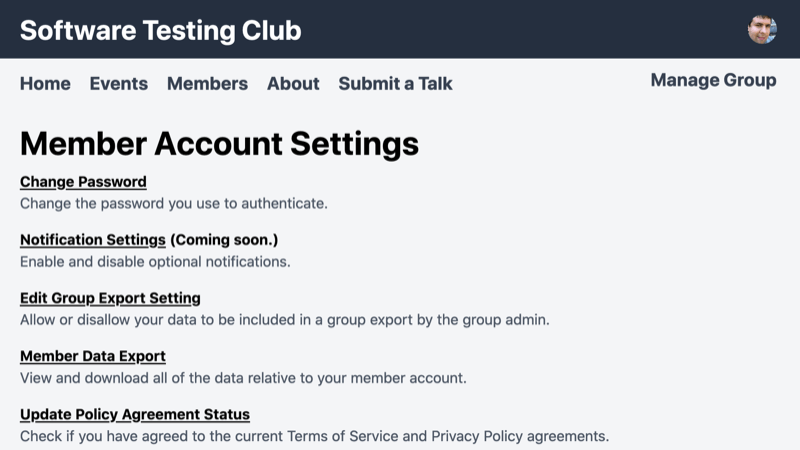 Software Testing Club
Home Events Members About Submit a Talk Manage Group
Member Account Settings
Change Password
Change the password you use to authenticate.
Notification Settings (Coming soon.)
Enable and disable optional notifications.
Edit Group Export Setting
Allow or disallow your data to be included in a group export by the group admin.
Member Data Export
View and download all of the data relative to your member account.
Update Policy Agreement Status
Check if you have agreed to the current Terms of Service and Privacy Policy agreements.